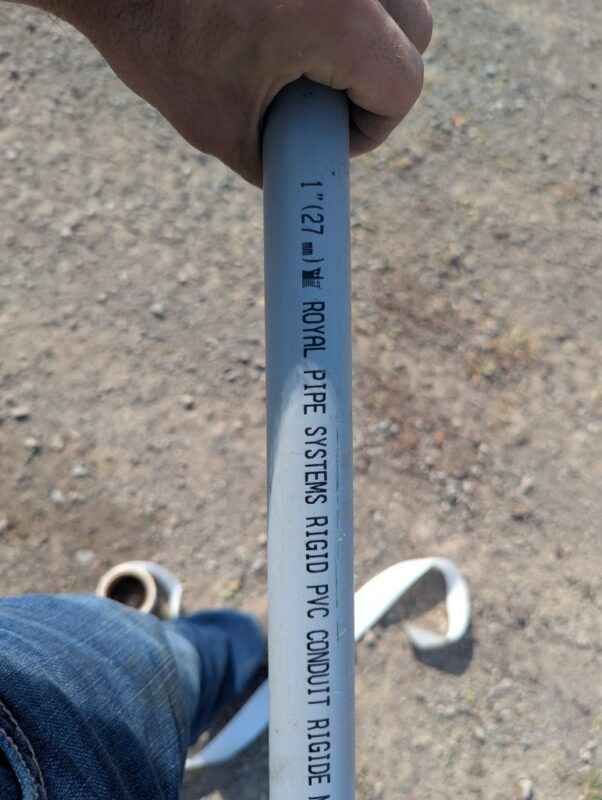 1" (27 mm) ROYAL PIPE SYSTEMS RIGID PVC CONDUIT RIGIDE